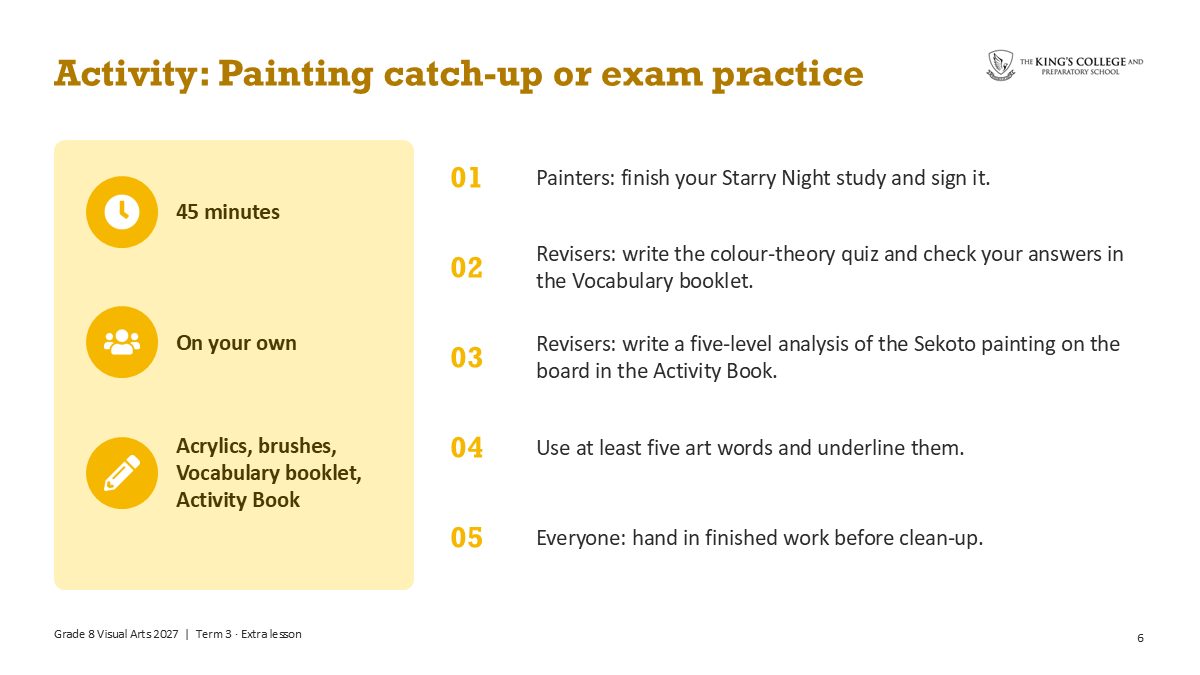 Activity: Painting catch-up or exam practice
THE KING'S COLLEGE AND
PREPARATORY SCHOOL
45 minutes
On your own
Acrylics, brushes,
Vocabulary booklet,
Activity Book
01
Painters: finish your Starry Night study and sign it.
02
Revisers: write the colour-theory quiz and check your answers in
the Vocabulary booklet.
03
Revisers: write a five-level analysis of the Sekoto painting on the
board in the Activity Book.
04
Use at least five art words and underline them.
05
Everyone: hand in finished work before clean-up.
Grade 8 Visual Arts 2027 | Term 3 · Extra lesson
6